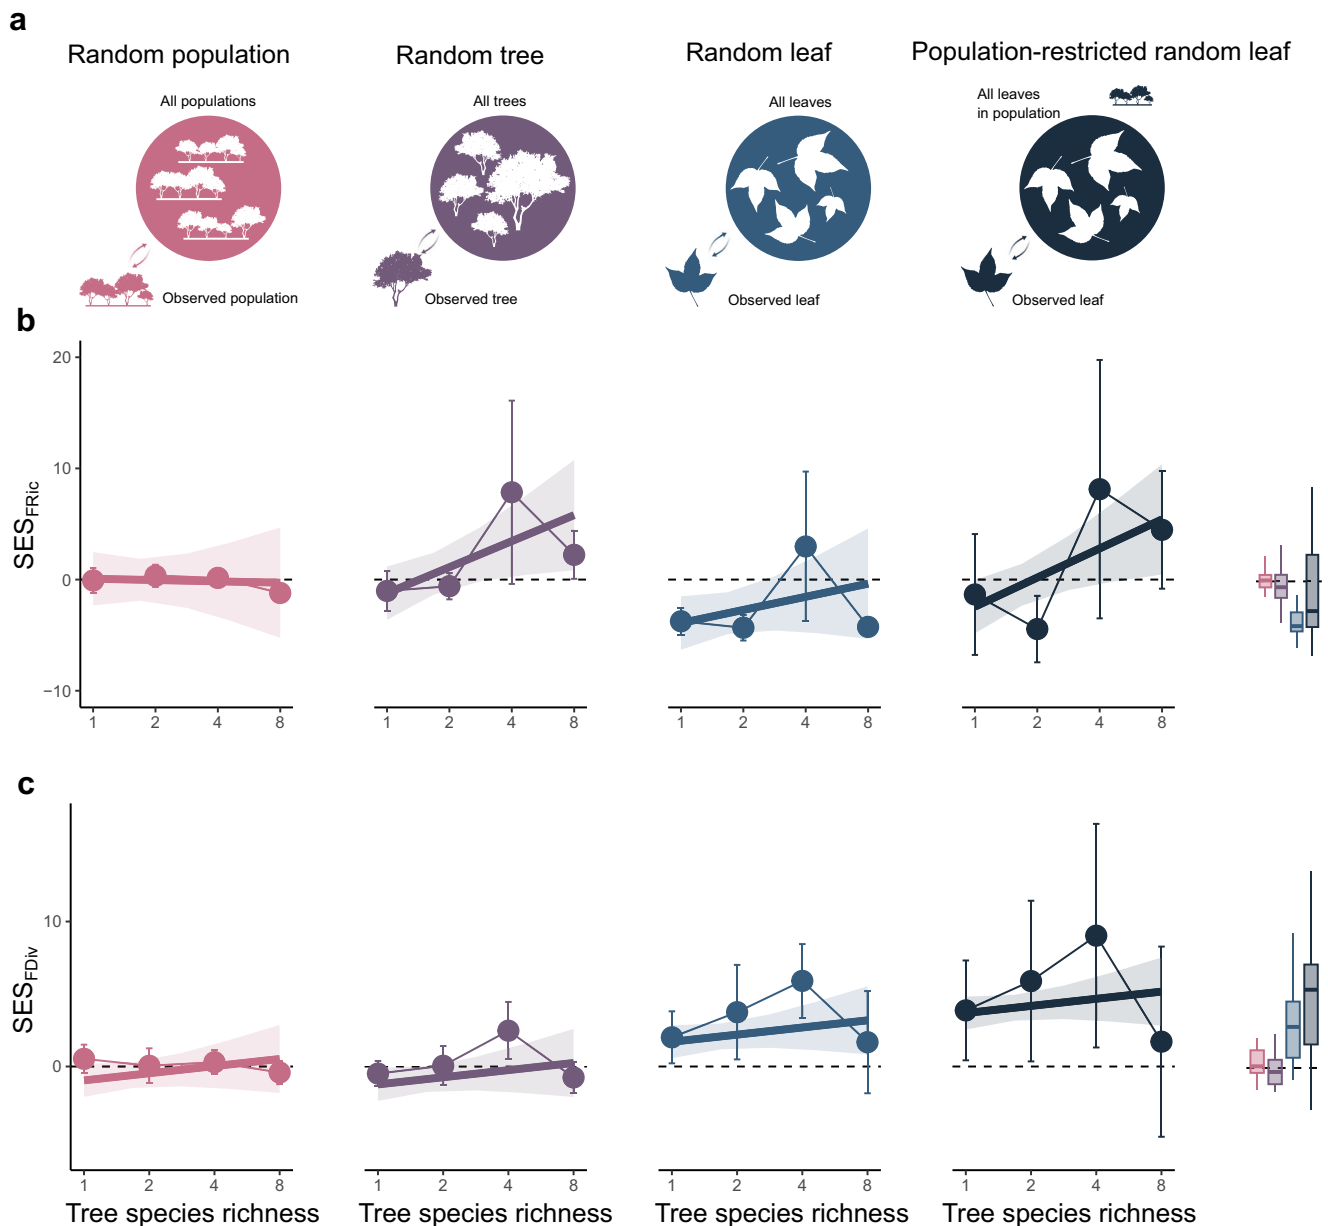 a
Random population
Random tree
Random leaf
Population-restricted random leaf
All populations
All trees
All leaves
All leaves
in population
Observed population
Observed tree
Observed leaf
Observed leaf
b
SES_FRic
20
10
0
−10
1 2 4 8
1 2 4 8
1 2 4 8
1 2 4 8
c
SES_FDiv
10
0
1 2 4 8
1 2 4 8
1 2 4 8
1 2 4 8
Tree species richness
Tree species richness
Tree species richness
Tree species richness